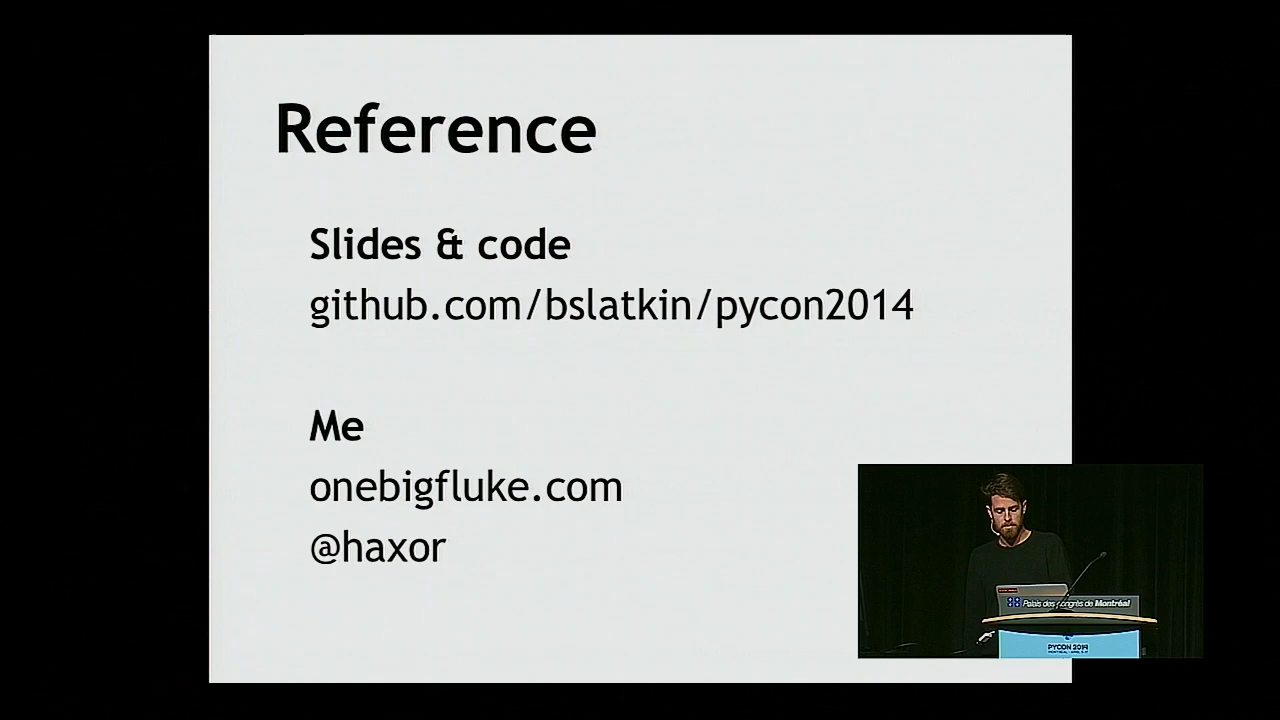 Reference
Slides & code
github.com/bslatkin/pycon2014
Me
onebigfluke.com
@haxor
Palais des congrès de Montréal
PYCON 2014